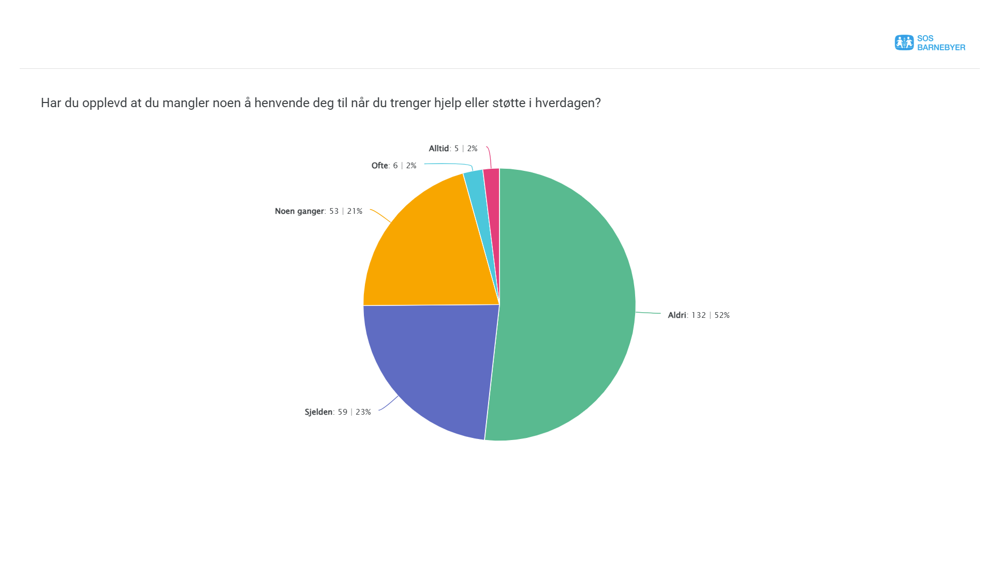 SOS
BARNEBYER
Har du opplevd at du mangler noen å henvende deg til når du trenger hjelp eller støtte i hverdagen?
Alltid: 5 | 2%
Ofte: 6 | 2%
Noen ganger: 53 | 21%
Aldri: 132 | 52%
Sjelden: 59 | 23%